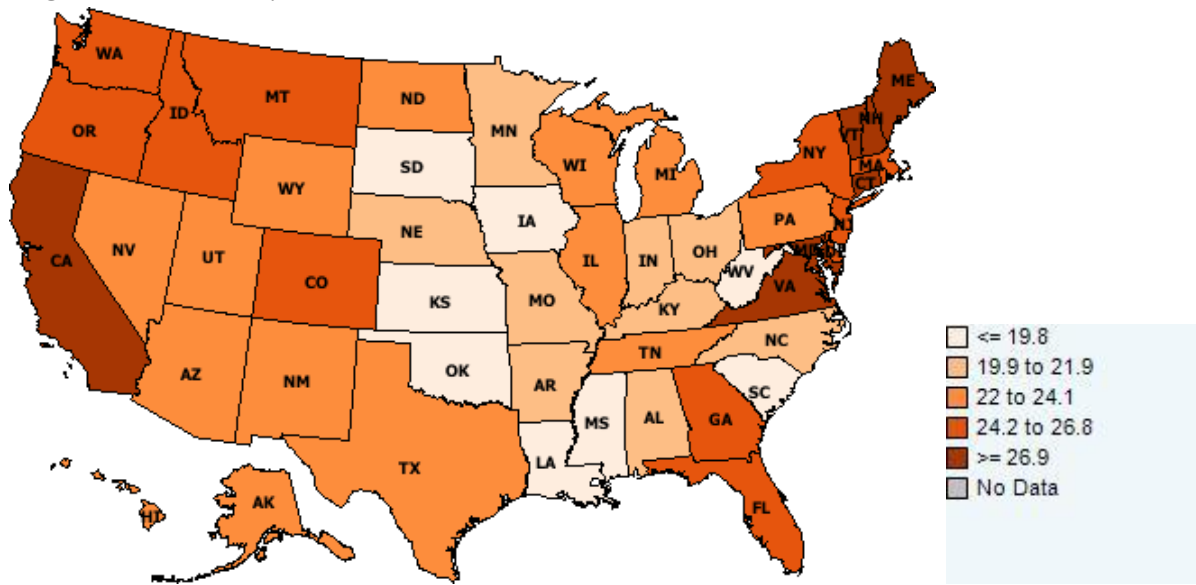 WA
MT
ND
MN
ME
NH
VT
ID
OR
SD
WI
MI
NY
MA
CT
WY
IA
NE
PA
NJ
NV
UT
CO
IL
IN
OH
WV
VA
CA
KS
MO
KY
AZ
NM
OK
AR
TN
NC
SC
MS
AL
GA
TX
LA
FL
HI
AK
<= 19.8
19.9 to 21.9
22 to 24.1
24.2 to 26.8
>= 26.9
No Data